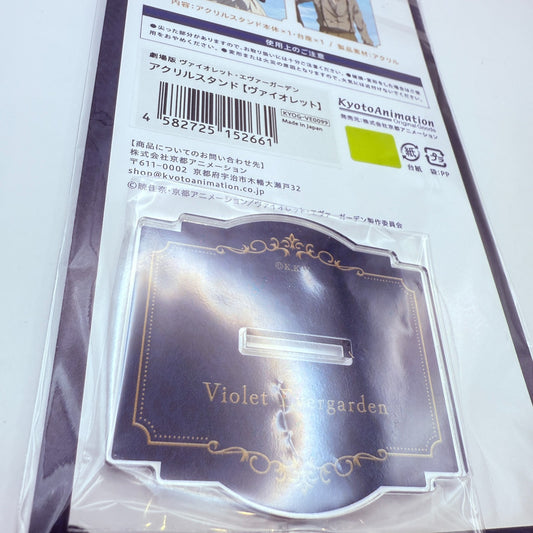 内容：アクリルスタンド本体×1／台座×1 / 製品素材：アクリル
使用上のご注意
劇場版 ヴァイオレット・エヴァーガーデン
アクリルスタンド【ヴァイオレット】
4 582725 152661
KYOG-VE0099
Made in Japan
KyotoAnimation
Original Goods
発売元：株式会社京都アニメーション
紙
台紙
プラ
袋：PP
【商品についてのお問い合わせ先】
株式会社京都アニメーション
〒611-0002 京都府宇治市木幡大瀬戸32
shop@kyotoanimation.co.jp
©暁佳奈・京都アニメーション／ヴァイオレット・エヴァーガーデン製作委員会
Violet Evergarden